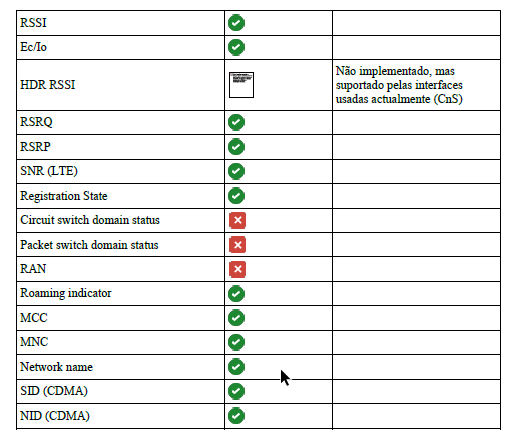 RSSI
Ec/Io
HDR RSSI
Não implementado, mas
suportado pelas interfaces
usadas actualmente (CnS)
RSRQ
RSRP
SNR (LTE)
Registration State
Circuit switch domain status
Packet switch domain status
RAN
Roaming indicator
MCC
MNC
Network name
SID (CDMA)
NID (CDMA)